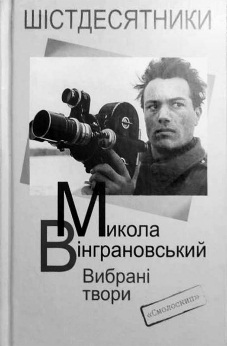 ШІСТДЕСЯТНИКИ
Микола
Вінграновський
Вибрані
твори
«Смолоскип»